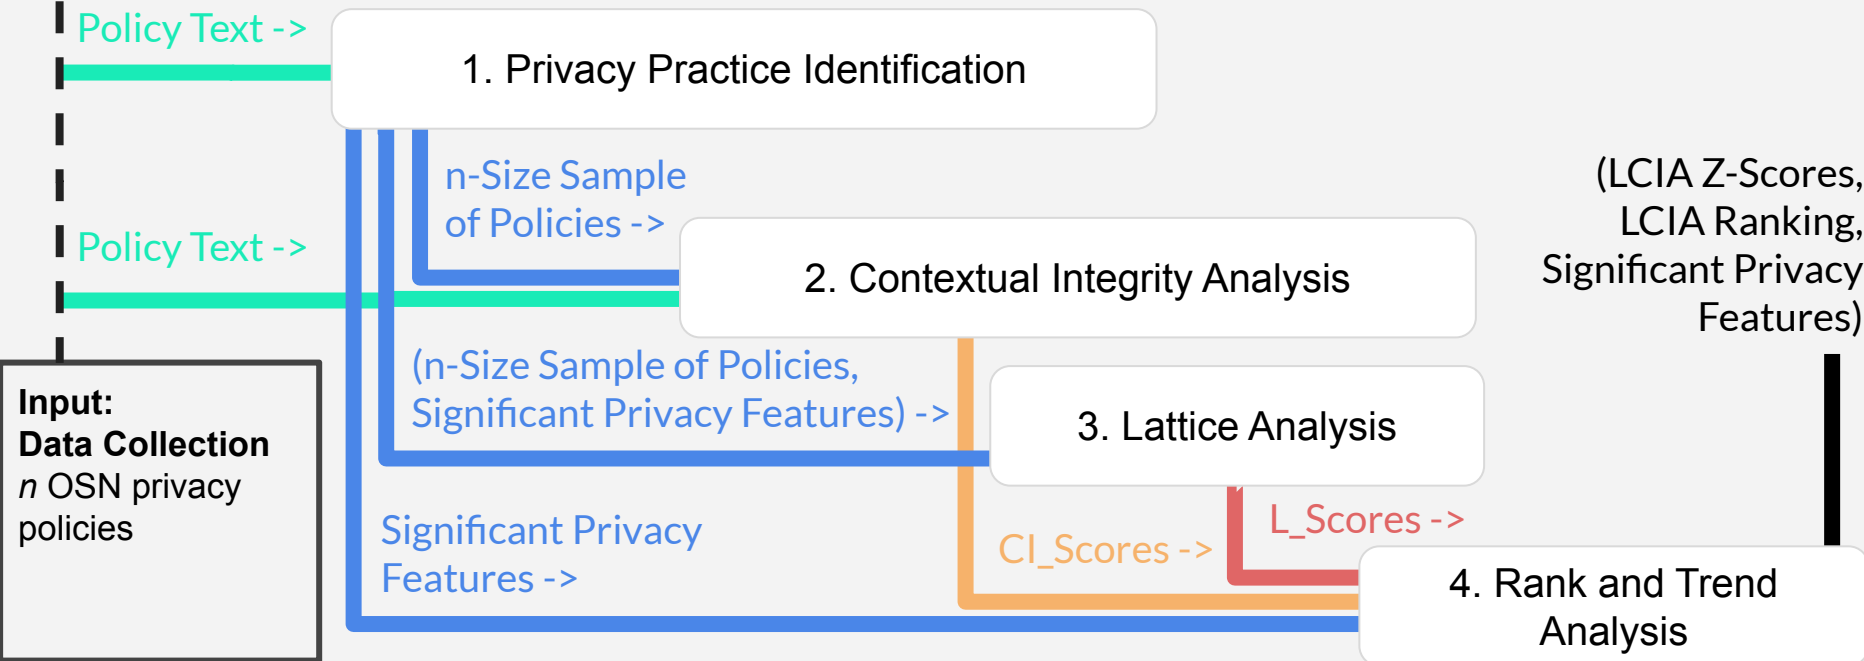 Policy Text ->
1. Privacy Practice Identification
n-Size Sample
of Policies ->
(LCIA Z-Scores,
LCIA Ranking,
Significant Privacy
Features)
Policy Text ->
2. Contextual Integrity Analysis
(n-Size Sample of Policies,
Significant Privacy Features) ->
3. Lattice Analysis
Input:
Data Collection
n OSN privacy
policies
Significant Privacy
Features ->
CI_Scores ->
L_Scores ->
4. Rank and Trend
Analysis